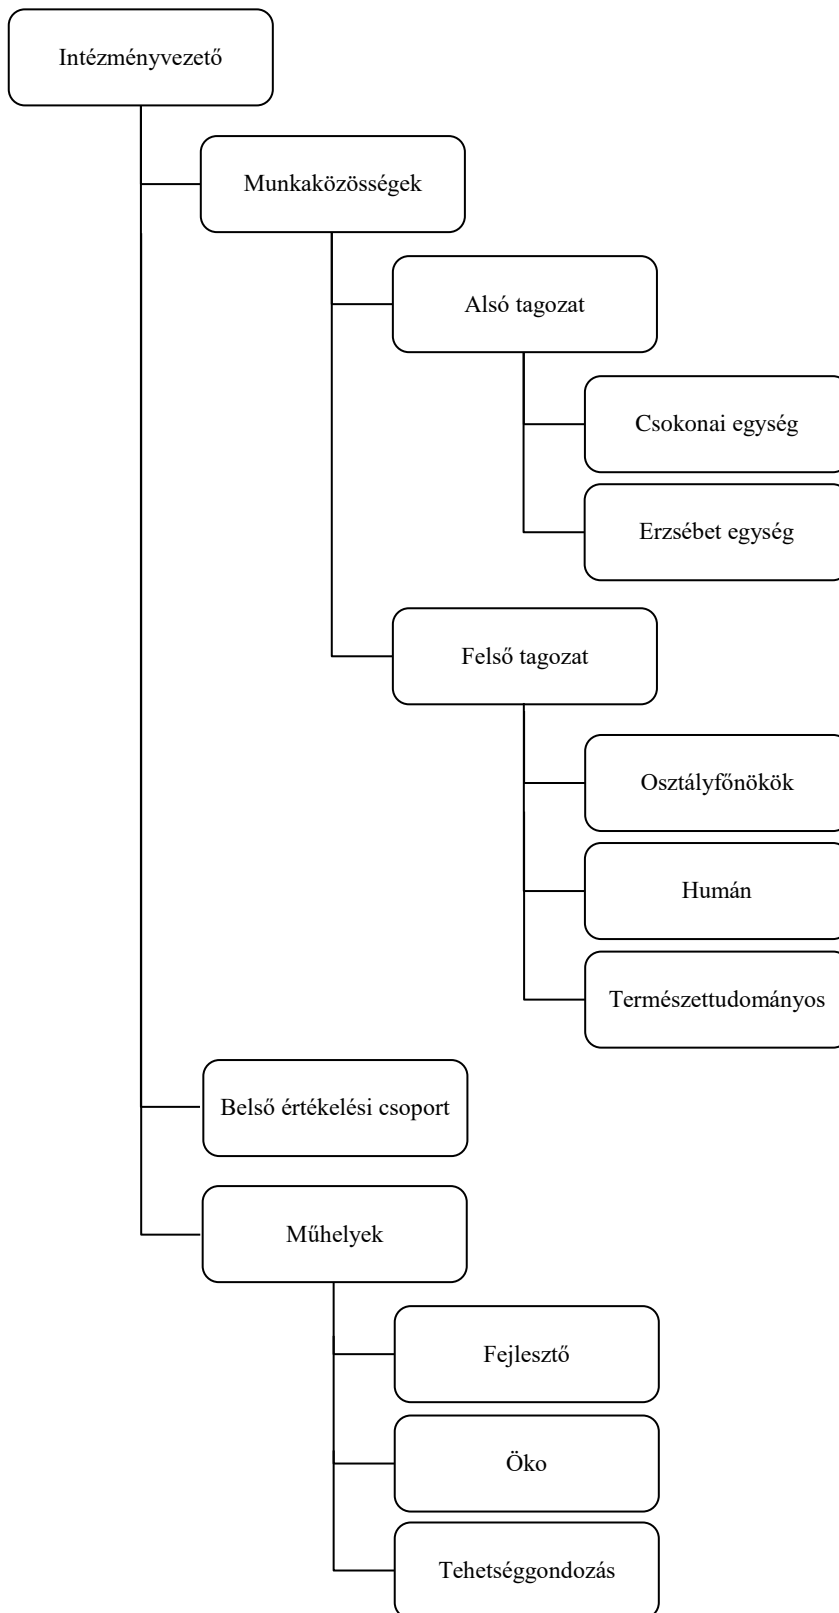 Intézményvezető
Munkaközösségek
Alsó tagozat
Csokonai egység
Erzsébet egység
Felső tagozat
Osztályfőnökök
Humán
Természettudományos
Belső értékelési csoport
Műhelyek
Fejlesztő
Öko
Tehetséggondozás